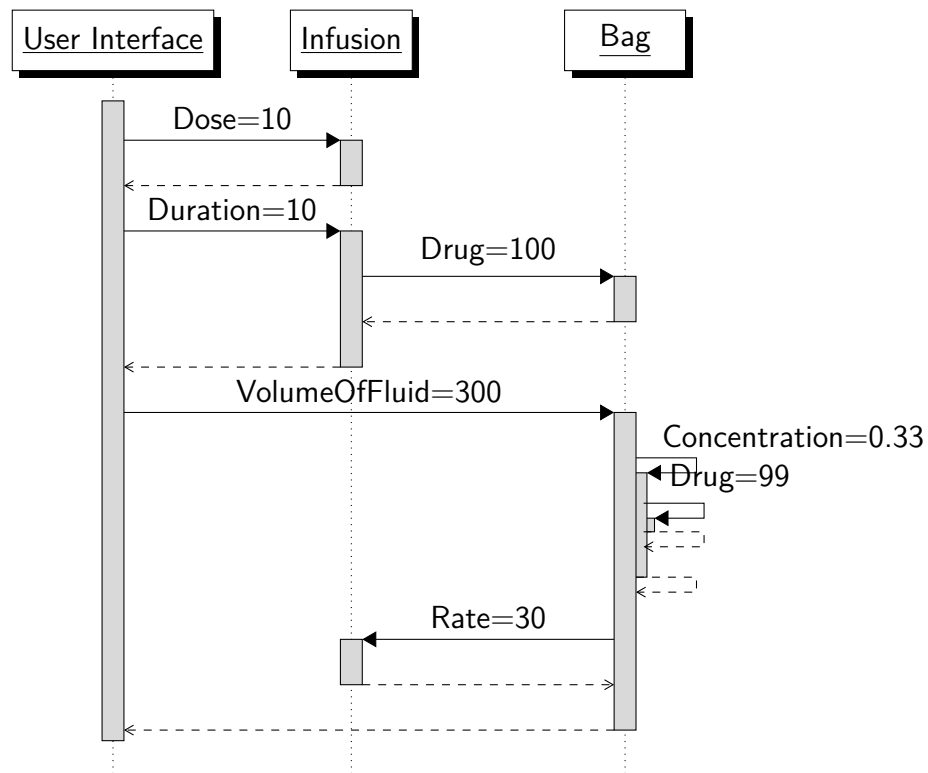 User Interface
Infusion
Bag
Dose=10
Duration=10
Drug=100
VolumeOfFluid=300
Concentration=0.33
Drug=99
Rate=30